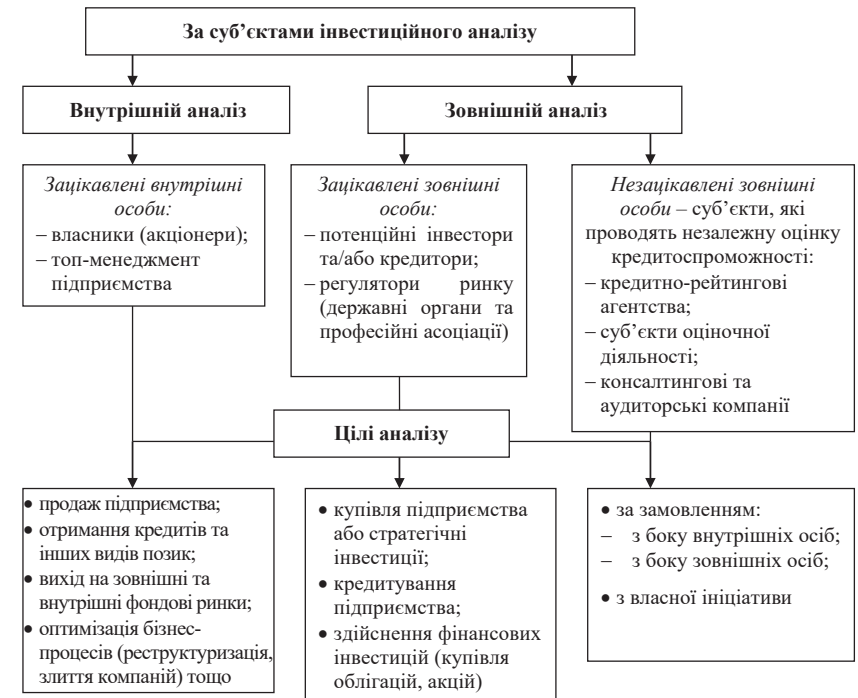 За суб’єктами інвестиційного аналізу
Внутрішній аналіз
Зовнішній аналіз
Зацікавлені внутрішні
особи:
– власники (акціонери);
– топ-менеджмент
підприємства
Зацікавлені зовнішні
особи:
– потенційні інвестори
та/або кредитори;
– регулятори ринку
(державні органи та
професійні асоціації)
Незацікавлені зовнішні
особи – суб’єкти, які
проводять незалежну оцінку
кредитоспроможності:
– кредитно-рейтингові
агентства;
– суб’єкти оціночної
діяльності;
– консалтингові та
аудиторські компанії
Цілі аналізу
• продаж підприємства;
• отримання кредитів та
інших видів позик;
• вихід на зовнішні та
внутрішні фондові ринки;
• оптимізація бізнес-
процесів (реструктуризація,
злиття компаній) тощо
• купівля підприємства
або стратегічні
інвестиції;
• кредитування
підприємства;
• здійснення фінансових
інвестицій (купівля
облігацій, акцій)
• за замовленням:
– з боку внутрішніх осіб;
– з боку зовнішніх осіб;
• з власної ініціативи